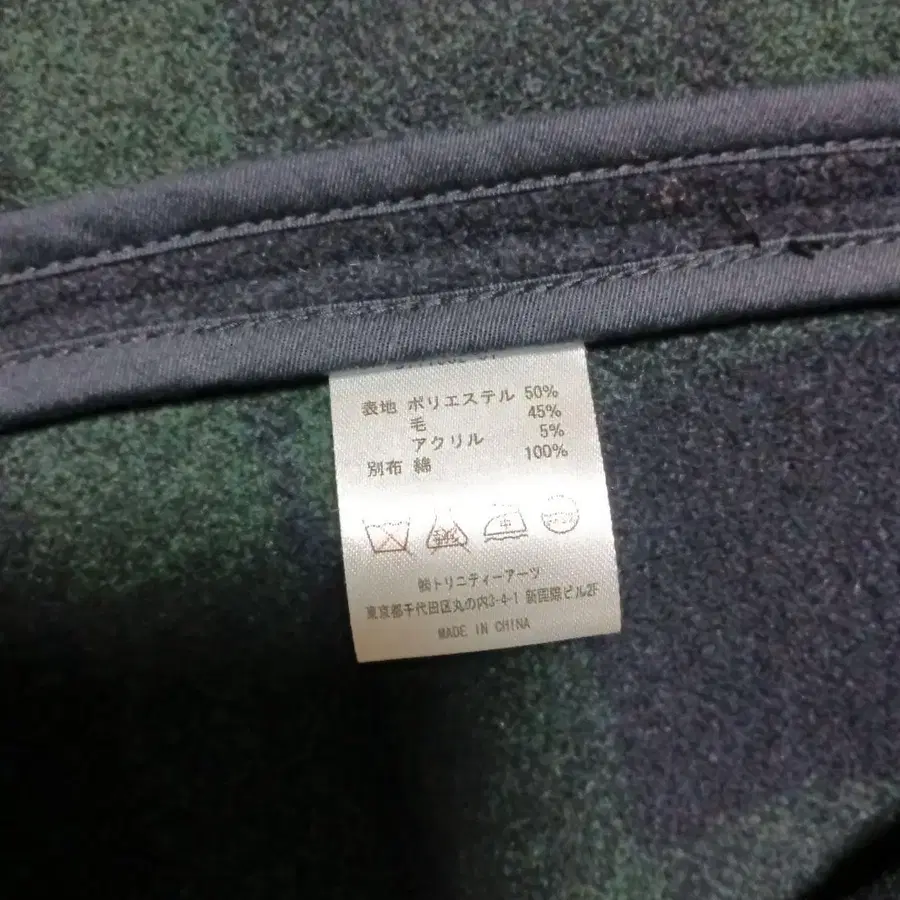 表地 ポリエステル 50%
毛 45%
アクリル 5%
別布 綿 100%
中
㈱トリニティーアーツ
東京都千代田区丸の内3-4-1 新国際ビル2F
MADE IN CHINA